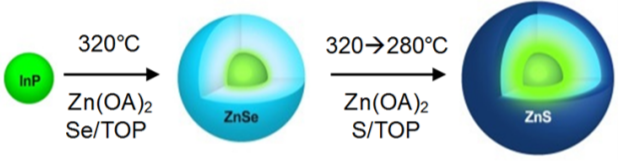 InP
320°C
Zn(OA)₂
Se/TOP
ZnSe
320→280°C
Zn(OA)₂
S/TOP
ZnS